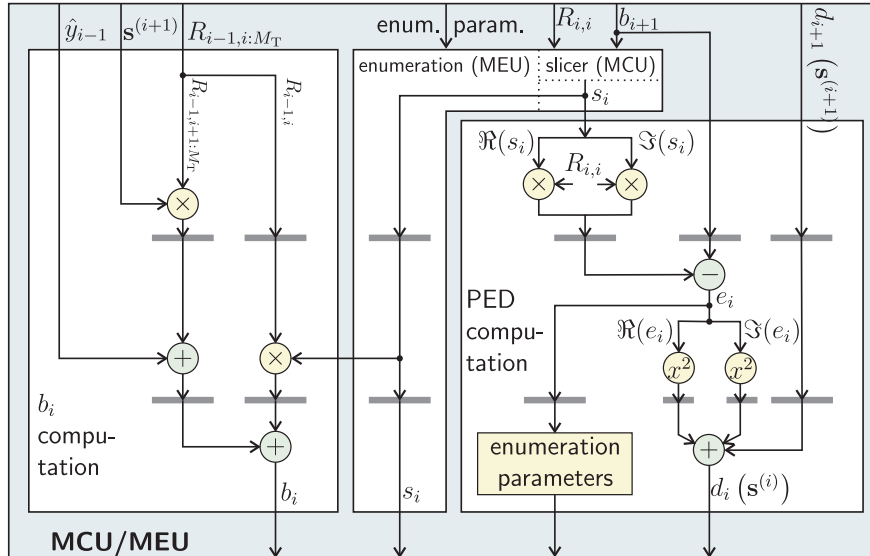 ŷ_{i−1} s^{(i+1)} R_{i−1,i:M_T} enum. param. R_{i,i} b_{i+1} d_{i+1} (s^{(i+1)})
enumeration (MEU) slicer (MCU)
R_{i−1,i+1:M_T} R_{i−1,i} s_i
ℜ(s_i) ℑ(s_i)
R_{i,i}
× ×
×
−
PED
compu-
tation
e_i
ℜ(e_i) ℑ(e_i)
+ × x² x²
b_i
compu-
tation
+ +
enumeration
parameters
b_i s_i d_i (s^{(i)})
MCU/MEU